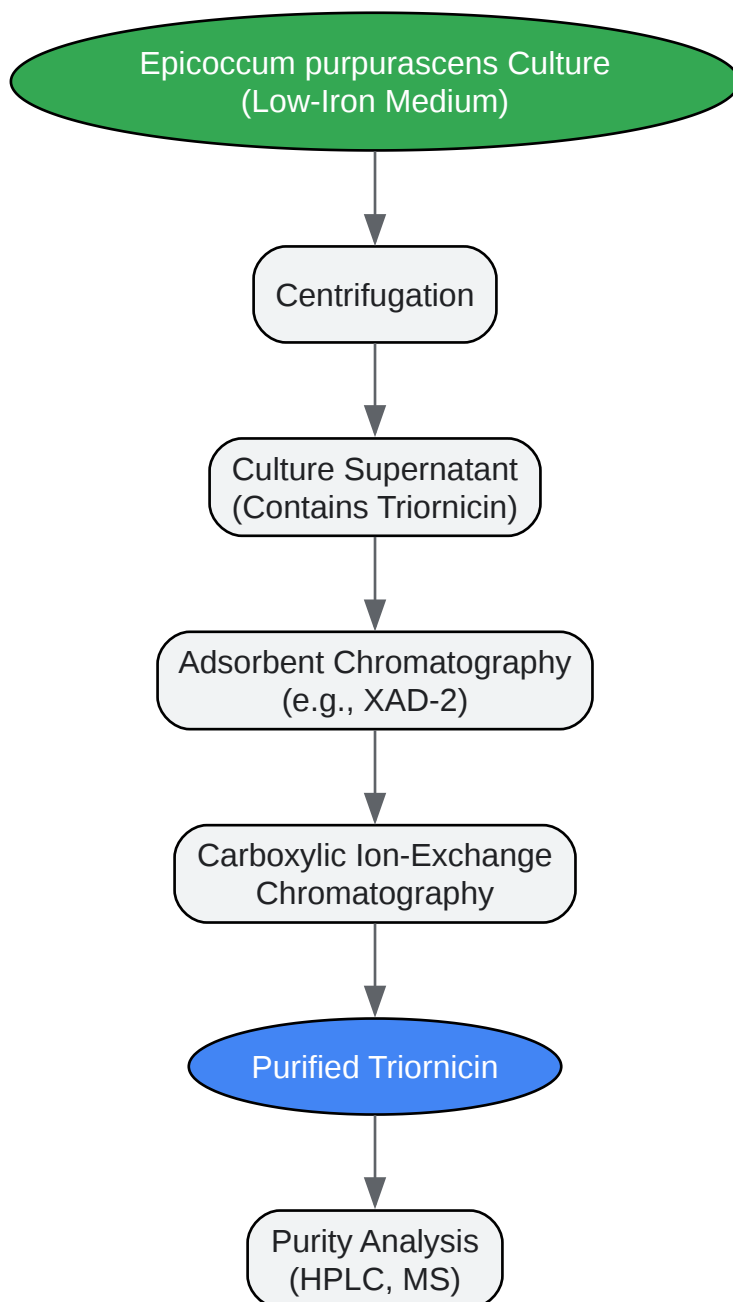 Epicoccum purpurascens Culture
(Low-Iron Medium)
Centrifugation
Culture Supernatant
(Contains Triornicin)
Adsorbent Chromatography
(e.g., XAD-2)
Carboxylic Ion-Exchange
Chromatography
Purified Triornicin
Purity Analysis
(HPLC, MS)